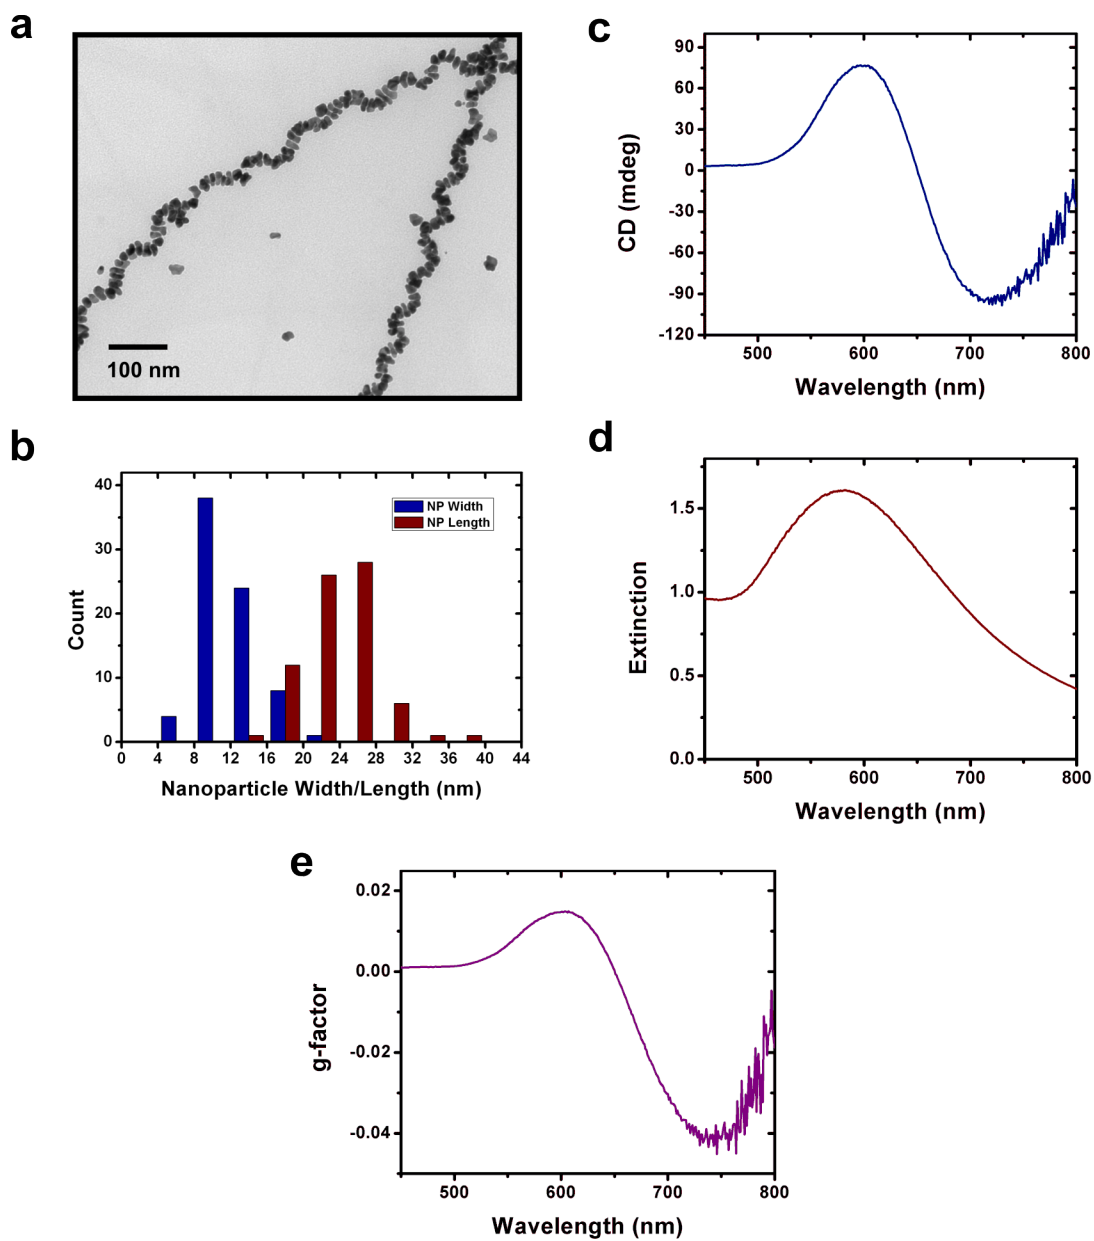 a
100 nm
b
40
30
20
10
0
Count
NP Width
NP Length
0 4 8 12 16 20 24 28 32 36 40 44
Nanoparticle Width/Length (nm)
c
90
60
30
0
-30
-60
-90
-120
CD (mdeg)
500 600 700 800
Wavelength (nm)
d
1.5
1.0
0.5
0.0
Extinction
500 600 700 800
Wavelength (nm)
e
0.02
0.00
-0.02
-0.04
g-factor
500 600 700 800
Wavelength (nm)